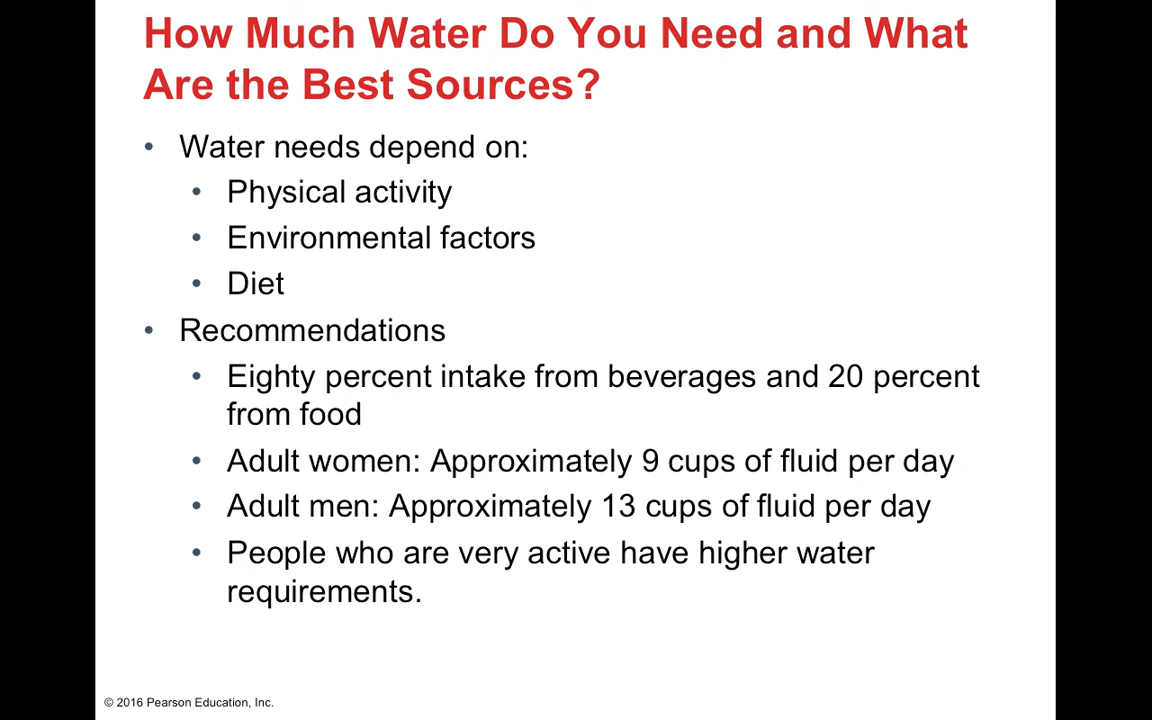 How Much Water Do You Need and What
Are the Best Sources?
• Water needs depend on:
• Physical activity
• Environmental factors
• Diet
• Recommendations
• Eighty percent intake from beverages and 20 percent
from food
• Adult women: Approximately 9 cups of fluid per day
• Adult men: Approximately 13 cups of fluid per day
• People who are very active have higher water
requirements.
© 2016 Pearson Education, Inc.